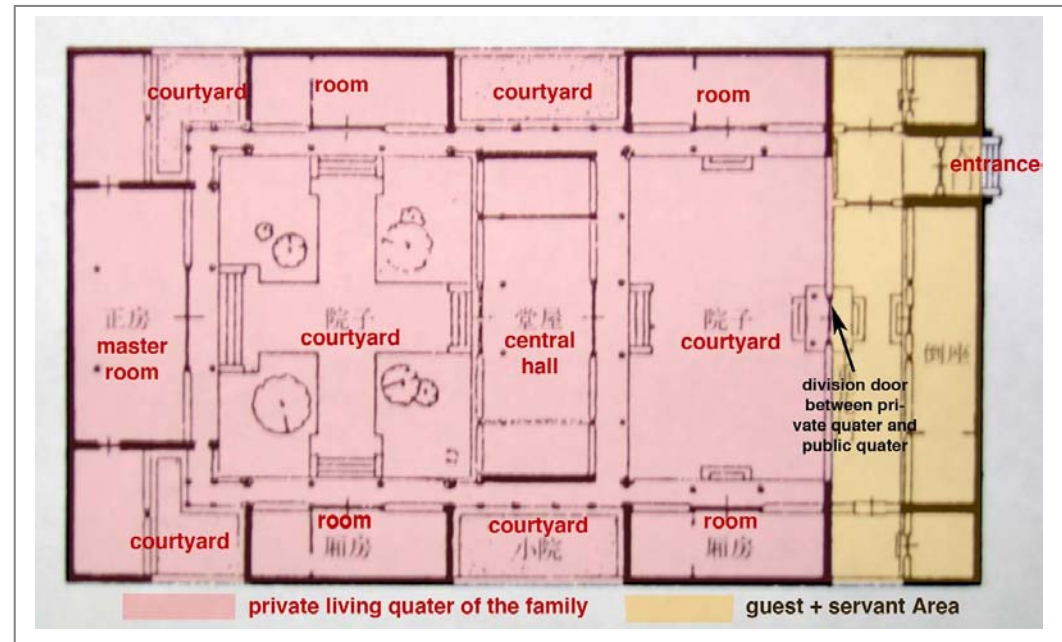 courtyard
room
courtyard
room
entrance
正房
master
room
院子
courtyard
堂屋
central
hall
院子
courtyard
倒座
division door
between pri-
vate quater and
public quater
courtyard
room
厢房
courtyard
小院
room
厢房
private living quater of the family
guest + servant Area